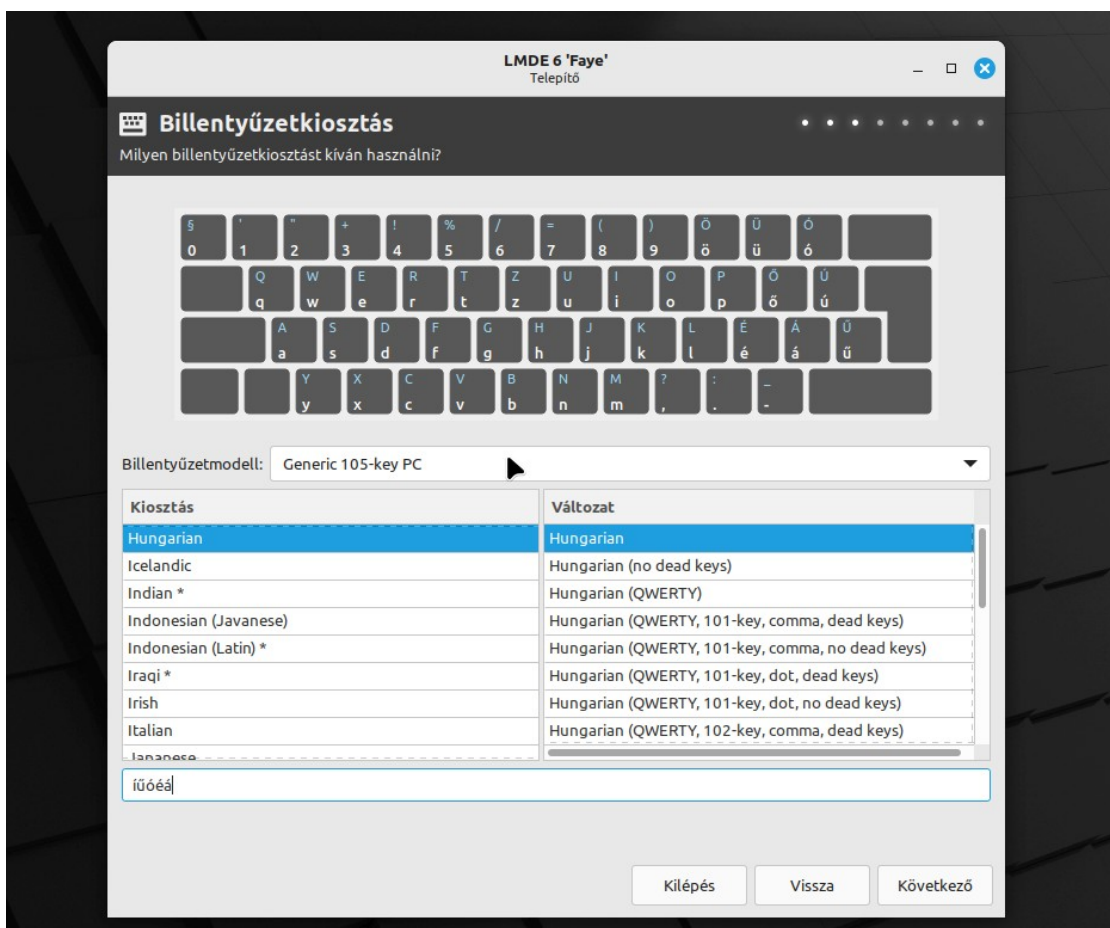 LMDE 6 'Faye'
Telepítő
Billentyűzetkiosztás
Milyen billentyűzetkiosztást kíván használni?
§ ' " + ! % / = ( ) Ö Ü Ó
0 1 2 3 4 5 6 7 8 9 ö ü ó
Q W E R T Z U I O P Ő Ú
q w e r t z u i o p ő ú
A S D F G H J K L É Á Ű
a s d f g h j k l é á ű
Y X C V B N M ? : _
y x c v b n m , . -
Billentyűzetmodell: Generic 105-key PC
Kiosztás Változat
Hungarian Hungarian
Icelandic Hungarian (no dead keys)
Indian * Hungarian (QWERTY)
Indonesian (Javanese) Hungarian (QWERTY, 101-key, comma, dead keys)
Indonesian (Latin) * Hungarian (QWERTY, 101-key, comma, no dead keys)
Iraqi * Hungarian (QWERTY, 101-key, dot, dead keys)
Irish Hungarian (QWERTY, 101-key, dot, no dead keys)
Italian Hungarian (QWERTY, 102-key, comma, dead keys)
Japanese
íűóéá
Kilépés Vissza Következő